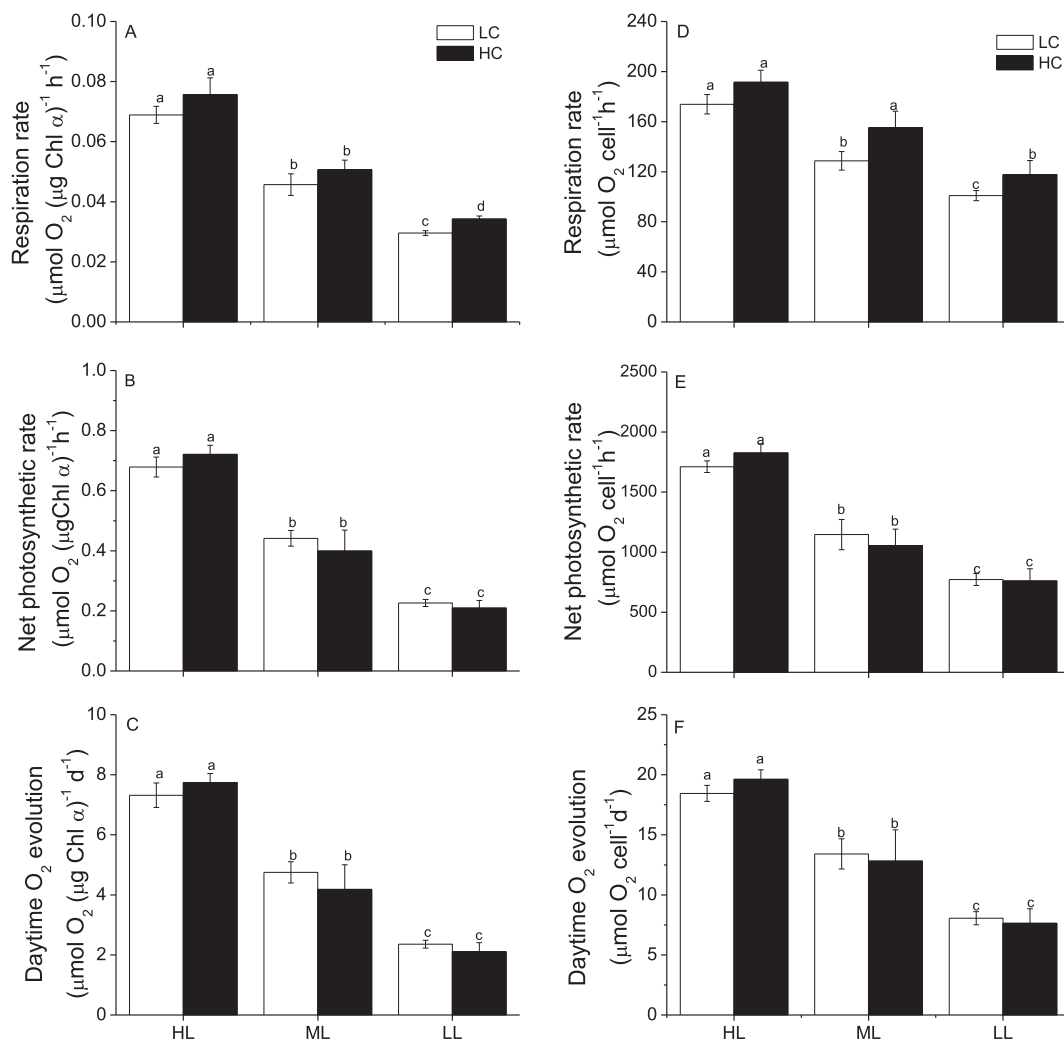 A
LC
HC
0.10
0.08
0.06
0.04
0.02
0.00
Respiration rate
(μmol O₂ (μg Chl α)⁻¹ h⁻¹)
a
a
b
b
c
d
D
LC
HC
240
200
160
120
80
40
0
Respiration rate
(μmol O₂ cell⁻¹h⁻¹)
a
a
b
a
c
b
B
1.0
0.8
0.6
0.4
0.2
0.0
Net photosynthetic rate
(μmol O₂ (μgChl α)⁻¹h⁻¹)
a
a
b
b
c
c
E
2500
2000
1500
1000
500
0
Net photosynthetic rate
(μmol O₂ cell⁻¹h⁻¹)
a
a
b
b
c
c
C
10
8
6
4
2
0
Daytime O₂ evolution
(μmol O₂ (μg Chl α)⁻¹ d⁻¹)
a
a
b
b
c
c
HL
ML
LL
F
25
20
15
10
5
0
Daytime O₂ evolution
(μmol O₂ cell⁻¹d⁻¹)
a
a
b
b
c
c
HL
ML
LL